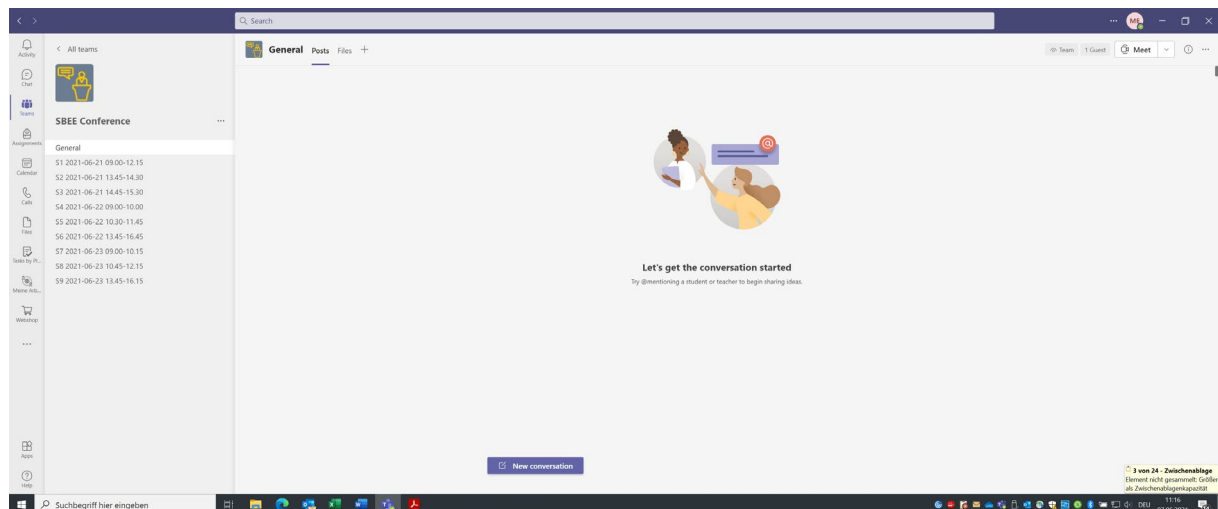 Search
ME
Activity
Chat
Teams
Assignments
Calendar
Calls
Files
Tasks by Pl...
Meine Arb...
Webshop
Apps
Help
All teams
SBEE Conference
General
S1 2021-06-21 09.00-12.15
S2 2021-06-21 13.45-14.30
S3 2021-06-21 14.45-15.30
S4 2021-06-22 09.00-10.00
S5 2021-06-22 10.30-11.45
S6 2021-06-22 13.45-16.45
S7 2021-06-23 09.00-10.15
S8 2021-06-23 10.45-12.15
S9 2021-06-23 13.45-16.15
General Posts Files +
Team 1 Guest Meet
Let's get the conversation started
Try @mentioning a student or teacher to begin sharing ideas.
New conversation
3 von 24 - Zwischenablage
Element nicht gesammelt: Größer
als Zwischenablagenkapazität
Suchbegriff hier eingeben
DEU
11:16